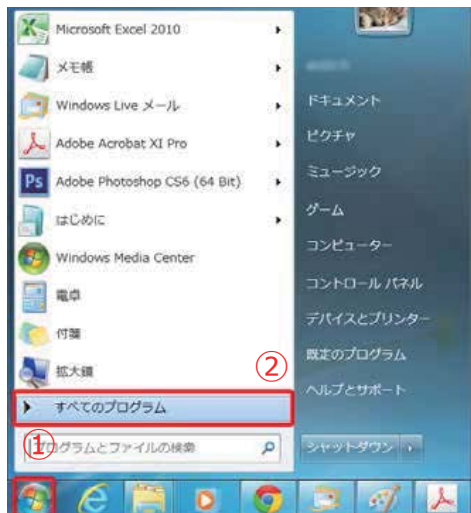 Microsoft Excel 2010
メモ帳
Windows Live メール
Adobe Acrobat XI Pro
Ps Adobe Photoshop CS6 (64 Bit)
はじめに
Windows Media Center
電卓
付箋
拡大鏡
②
すべてのプログラム
① プログラムとファイルの検索
ドキュメント
ピクチャ
ミュージック
ゲーム
コンピューター
コントロール パネル
デバイスとプリンター
既定のプログラム
ヘルプとサポート
シャットダウン